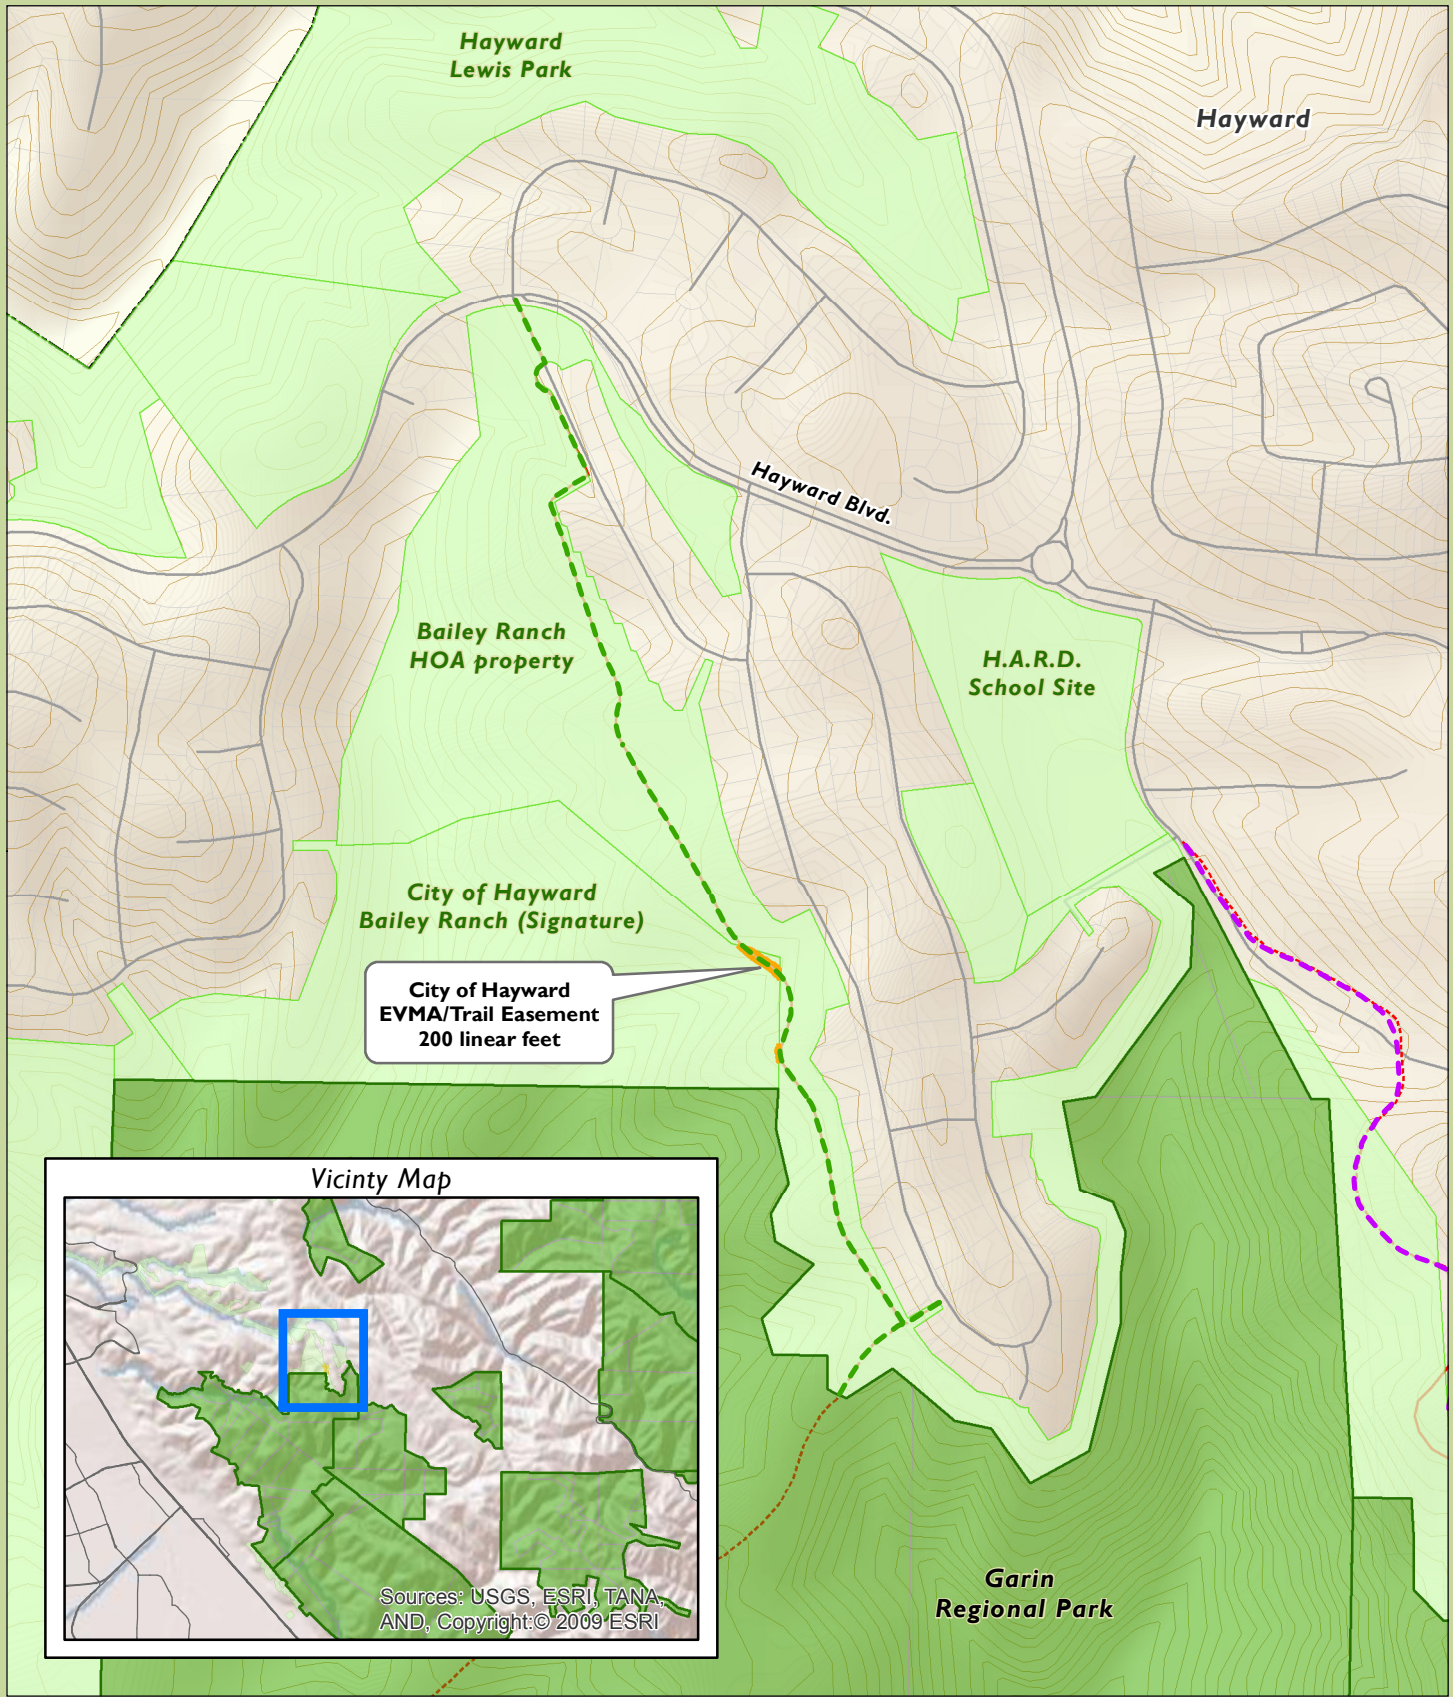 Hayward
Lewis Park
Hayward
Hayward Blvd.
Bailey Ranch
HOA property
H.A.R.D.
School Site
City of Hayward
Bailey Ranch (Signature)
City of Hayward
EVMA/Trail Easement
200 linear feet
Vicinty Map
Sources: USGS, ESRI, TANA,
AND, Copyright:© 2009 ESRI
Garin
Regional Park